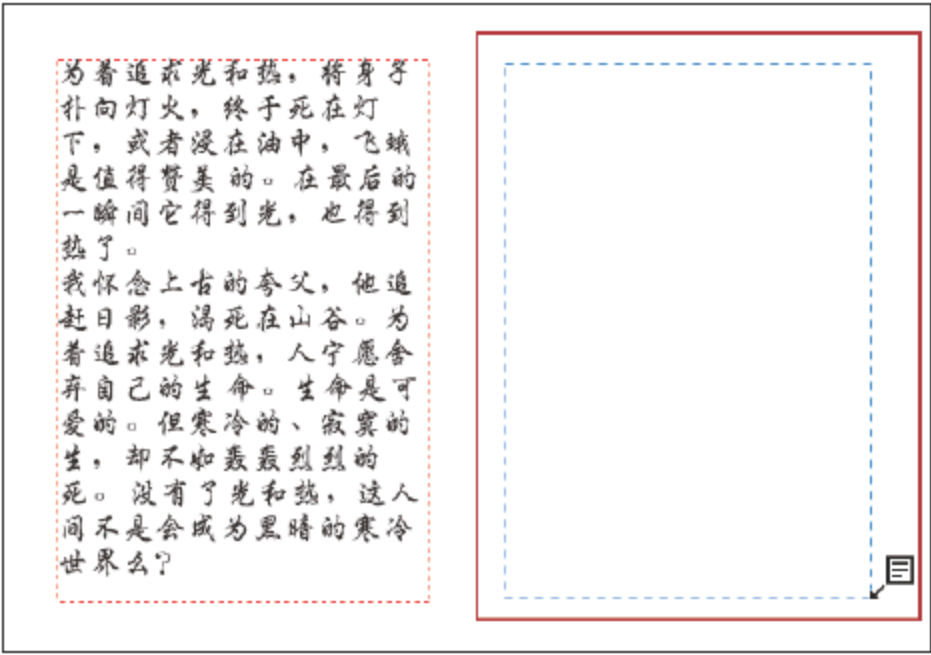 为着追求光和热，将身子
扑向灯火，终于死在灯
下，或者浸在油中，飞蛾
是值得赞美的。在最后的
一瞬间它得到光，也得到
热了。
我怀念上古的夸父，他追
赶日影，渴死在山谷。为
着追求光和热，人宁愿舍
弃自己的生命。生命是可
爱的。但寒冷的、寂寞的
生，却不如轰轰烈烈的
死。没有了光和热，这人
间不是会成为黑暗的寒冷
世界么？